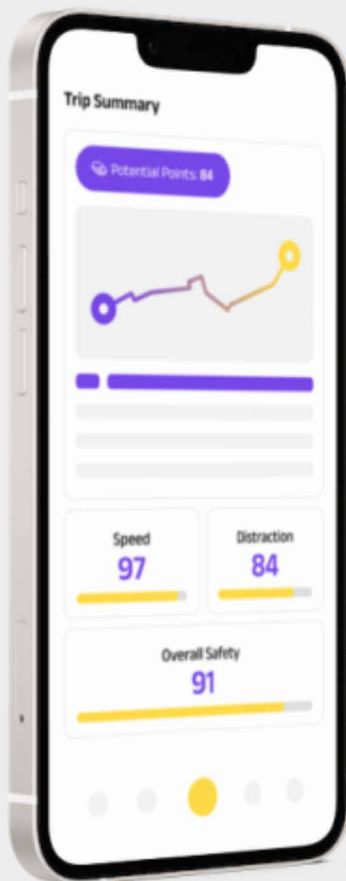 Trip Summary
Potential Points: 84
Speed
97
Distraction
84
Overall Safety
91